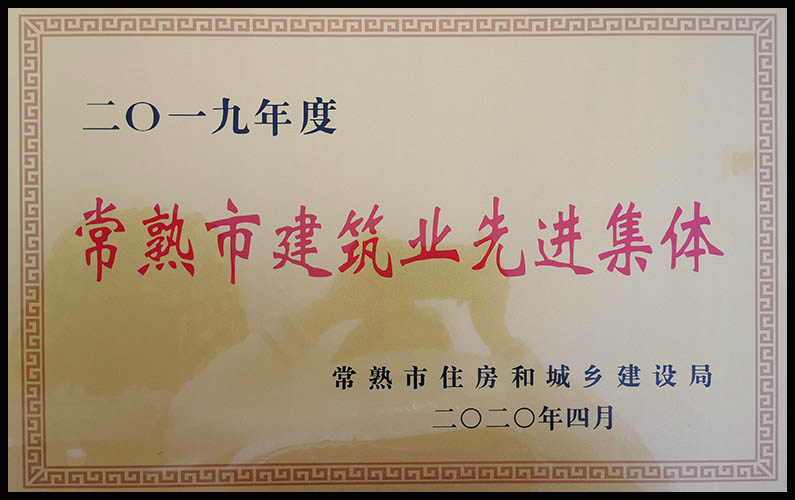 二〇一九年度
常熟市建筑业先进集体
常熟市住房和城乡建设局
二〇二〇年四月